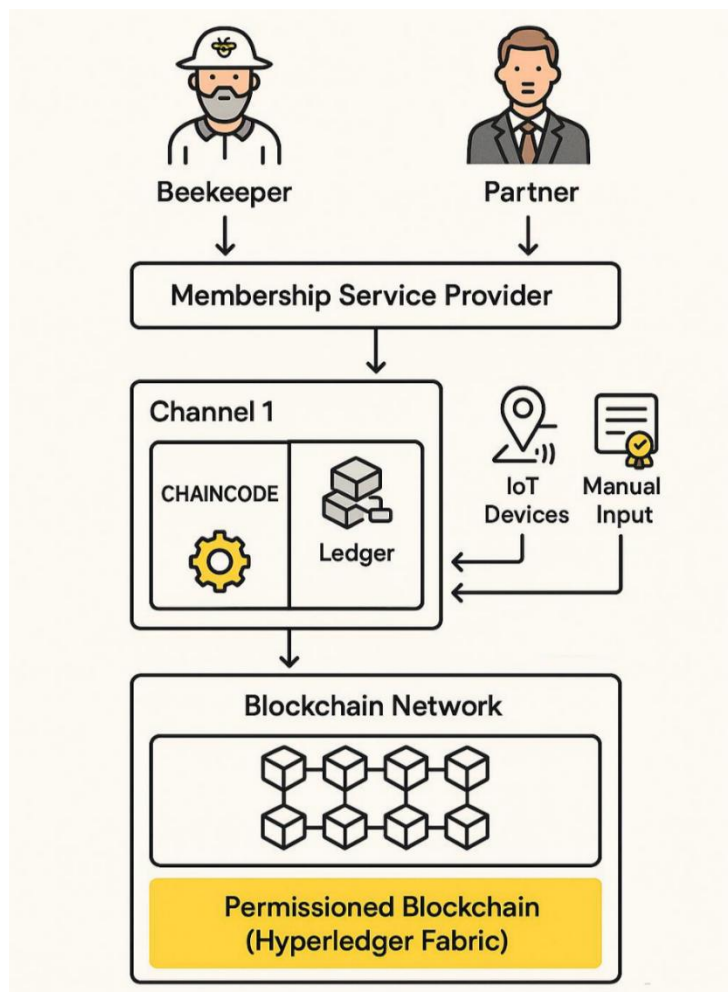 Beekeeper
Partner
Membership Service Provider
Channel 1
CHAINCODE
Ledger
IoT
Devices
Manual
Input
Blockchain Network
Permissioned Blockchain
(Hyperledger Fabric)